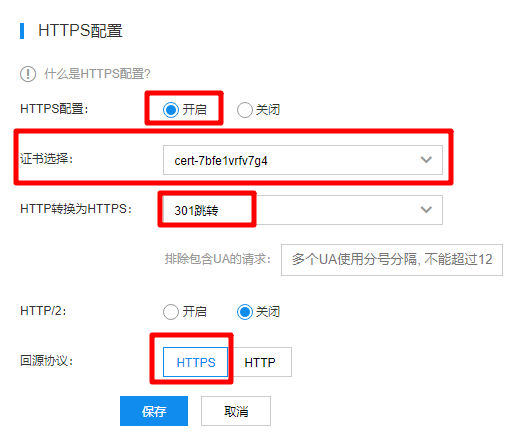 HTTPS配置
什么是HTTPS配置?
HTTPS配置: 开启 关闭
证书选择: cert-7bfe1vrfv7g4
HTTP转换为HTTPS: 301跳转
排除包含UA的请求: 多个UA使用分号分隔, 不能超过12
HTTP/2: 开启 关闭
回源协议: HTTPS HTTP
保存 取消